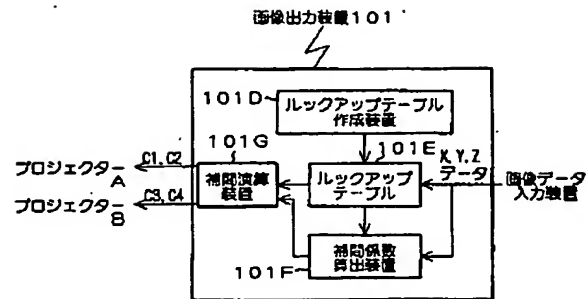 画像出力装置101
101D
ルックアップテーブル
作成装置
101G
101E
X,Y,Z
データ
プロジェクター
A
C1,C2
補間演算
装置
ルックアップ
テーブル
画像データ
入力装置
プロジェクター
B
C3,C4
補間係数
算出装置
101F